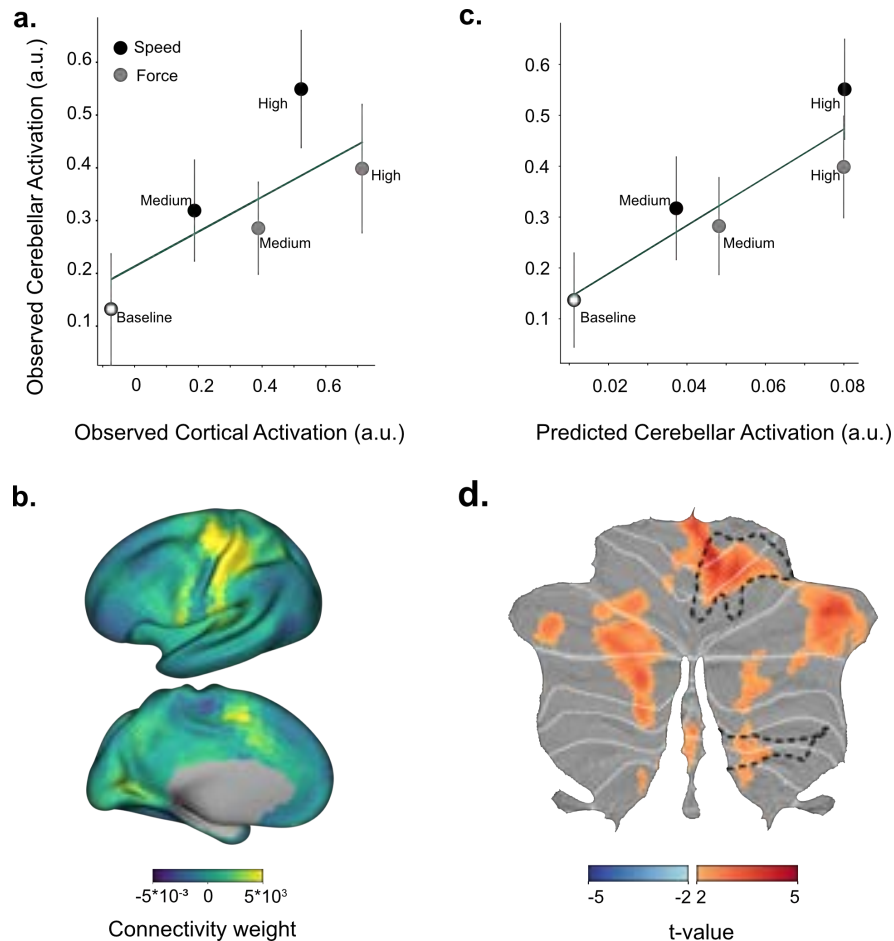 a.
Observed Cerebellar Activation (a.u.)
0.6
0.5
0.4
0.3
0.2
0.1
Speed
Force
High
High
Medium
Medium
Baseline
0 0.2 0.4 0.6
Observed Cortical Activation (a.u.)
c.
0.6
0.5
0.4
0.3
0.2
0.1
High
High
Medium
Medium
Baseline
0.02 0.04 0.06 0.08
Predicted Cerebellar Activation (a.u.)
b.
-5*10-³ 0 5*10³
Connectivity weight
d.
-5 -2 2 5
t-value